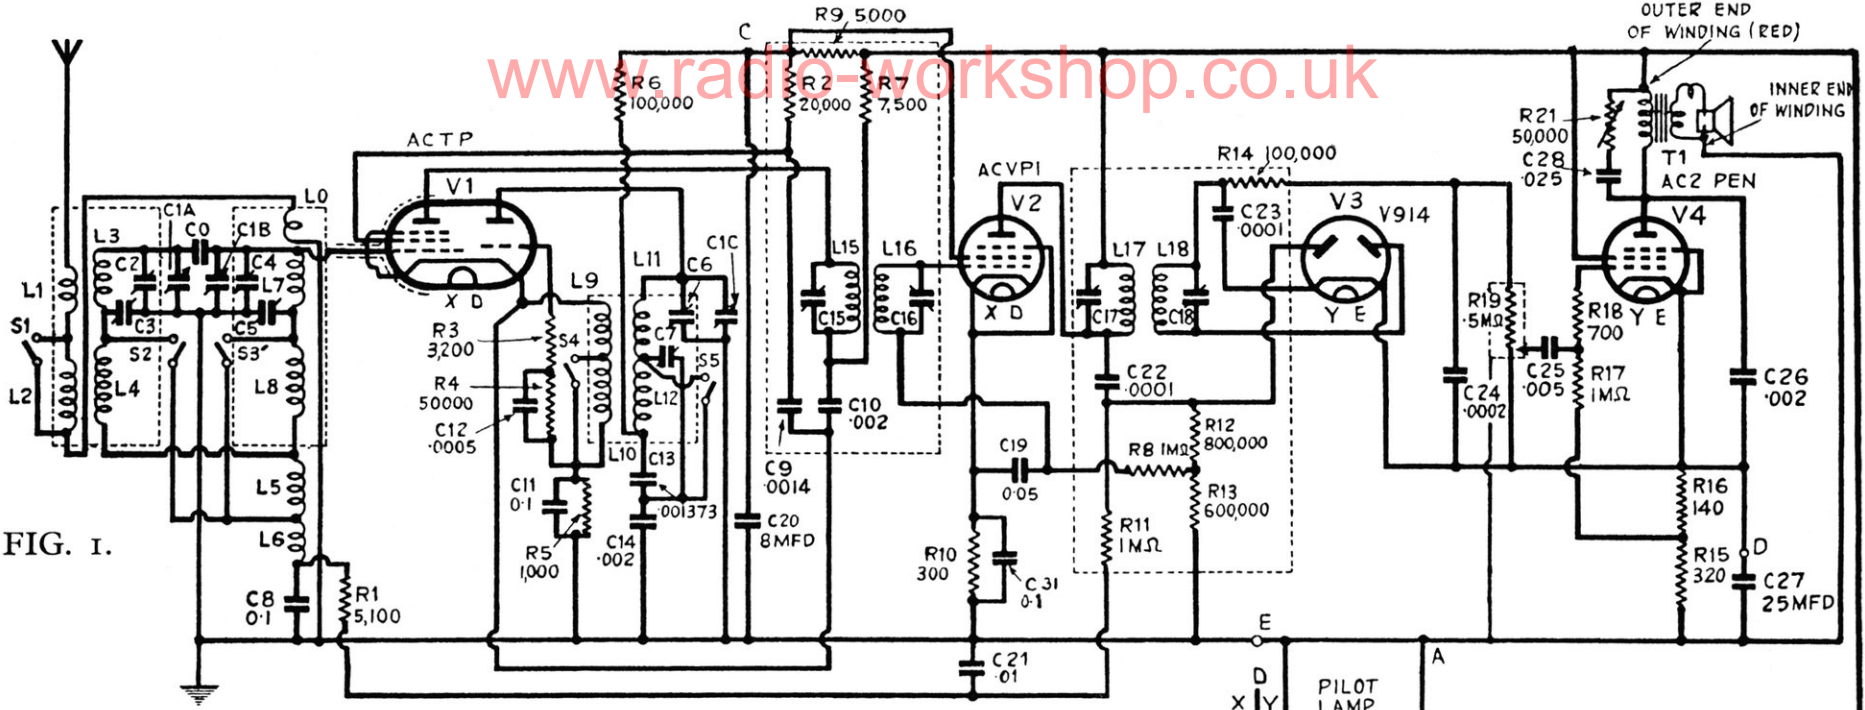 OUTER END
OF WINDING (RED)
R9 5000
C
www.radio-workshop.co.uk
R6
100,000
R2
20,000
R7
7,500
INNER END
OF WINDING
R21
50,000
C28
.025
T1
AC2 PEN
ACTP
V1
R14 100,000
ACVP1
V2
C23
.0001
V3
V914
V4
L0
C1A
C0
C1B
L3
C2
C4
L7
L1
C3
C5
S1
S2
S3
L2
L4
L8
X D
L9
L11
C6
C1C
L15
L16
L17
L18
R3
3,200
S4
C7
S5
C15
C16
X D
C17
C18
Y E
R19
.5MΩ
R18
700
Y E
R4
50000
C12
.0005
L12
L10
C13
C10
.002
C22
.0001
C24
.0002
C25
.005
R17
1MΩ
C26
.002
R12
800,000
R8 1MΩ
C19
0.05
C9
.0014
C11
0.1
.001373
L5
L6
R13
600,000
R16
140
FIG. 1.
R5
1,000
C14
.002
C20
8MFD
R10
300
C31
0.1
R11
1MΩ
R15
320
D
C27
25MFD
C8
0.1
R1
5,100
E
A
C21
.01
D
X
Y
PILOT
LAMP